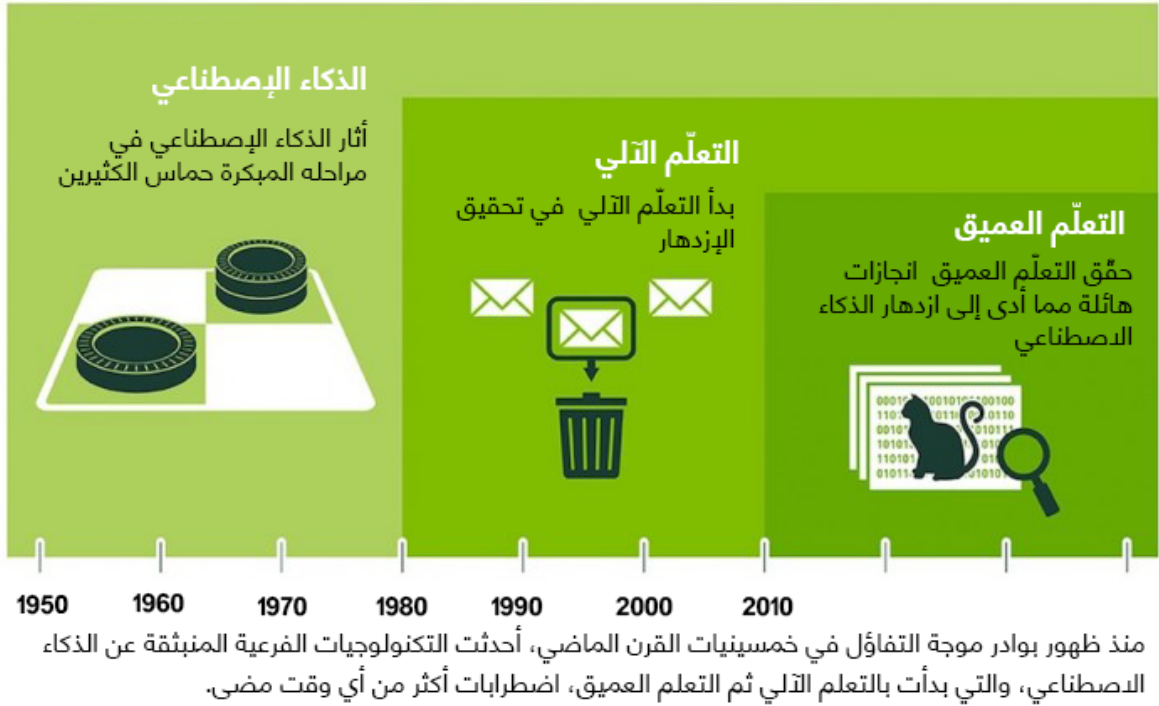 الذكاء الإصطناعي
أثار الذكاء الإصطناعي في
مراحله المبكرة حماس الكثيرين
التعلّم الآلي
بدأ التعلّم الآلي في تحقيق
الإزدهار
التعلّم العميق
حقّق التعلّم العميق انجازات
هائلة مما أدى إلى ازدهار الذكاء
الاصطناعي
1950 1960 1970 1980 1990 2000 2010
منذ ظهور بوادر موجة التفاؤل في خمسينيات القرن الماضي، أحدثت التكنولوجيات الفرعية المنبثقة عن الذكاء
الاصطناعي، والتي بدأت بالتعلم الآلي ثم التعلم العميق، اضطرابات أكثر من أي وقت مضى.